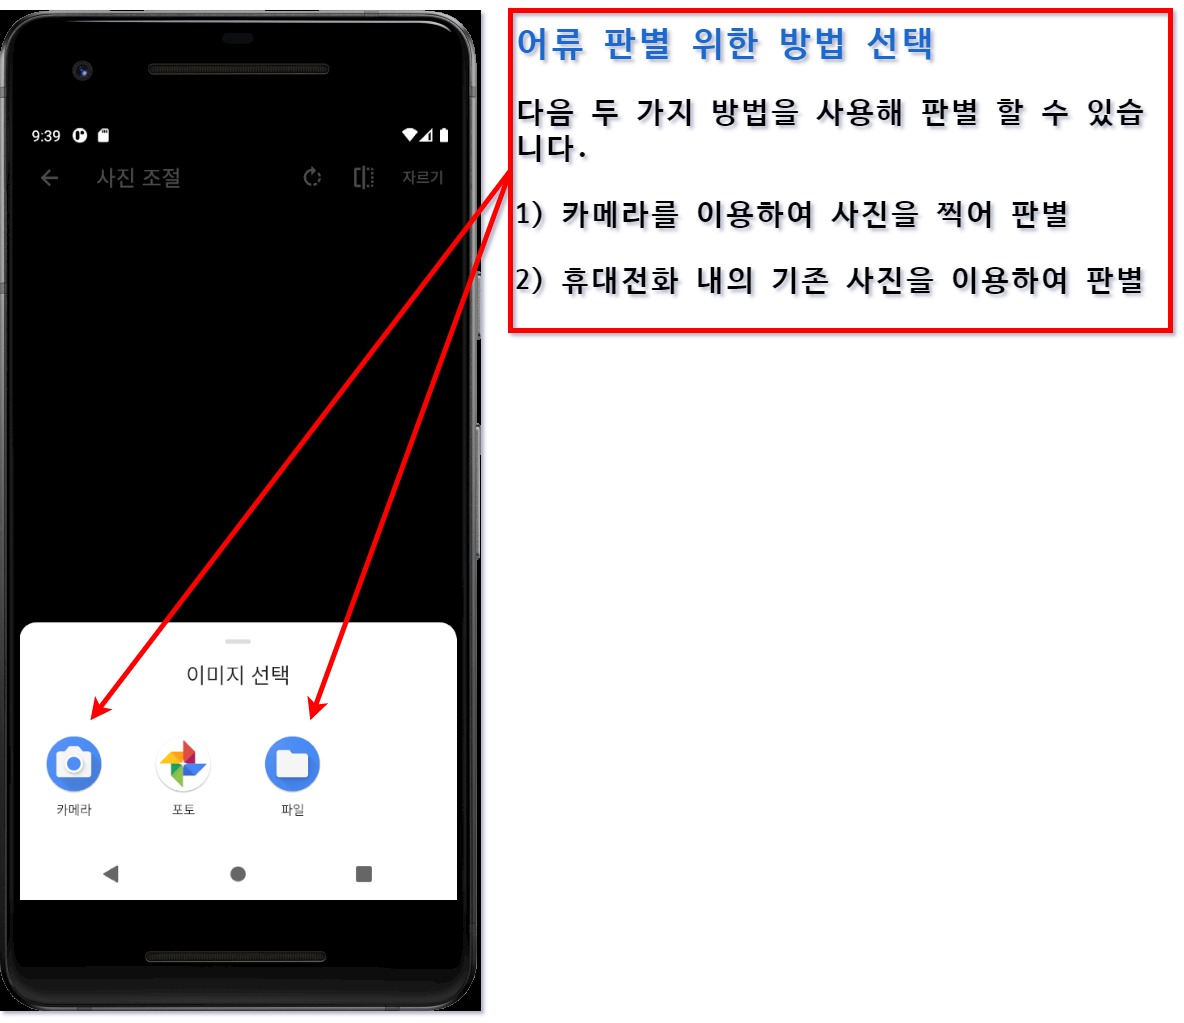 어류 판별 위한 방법 선택
다음 두 가지 방법을 사용해 판별 할 수 있습
니다.
1) 카메라를 이용하여 사진을 찍어 판별
2) 휴대전화 내의 기존 사진을 이용하여 판별
9:39
사진 조절
자르기
이미지 선택
카메라 포토 파일